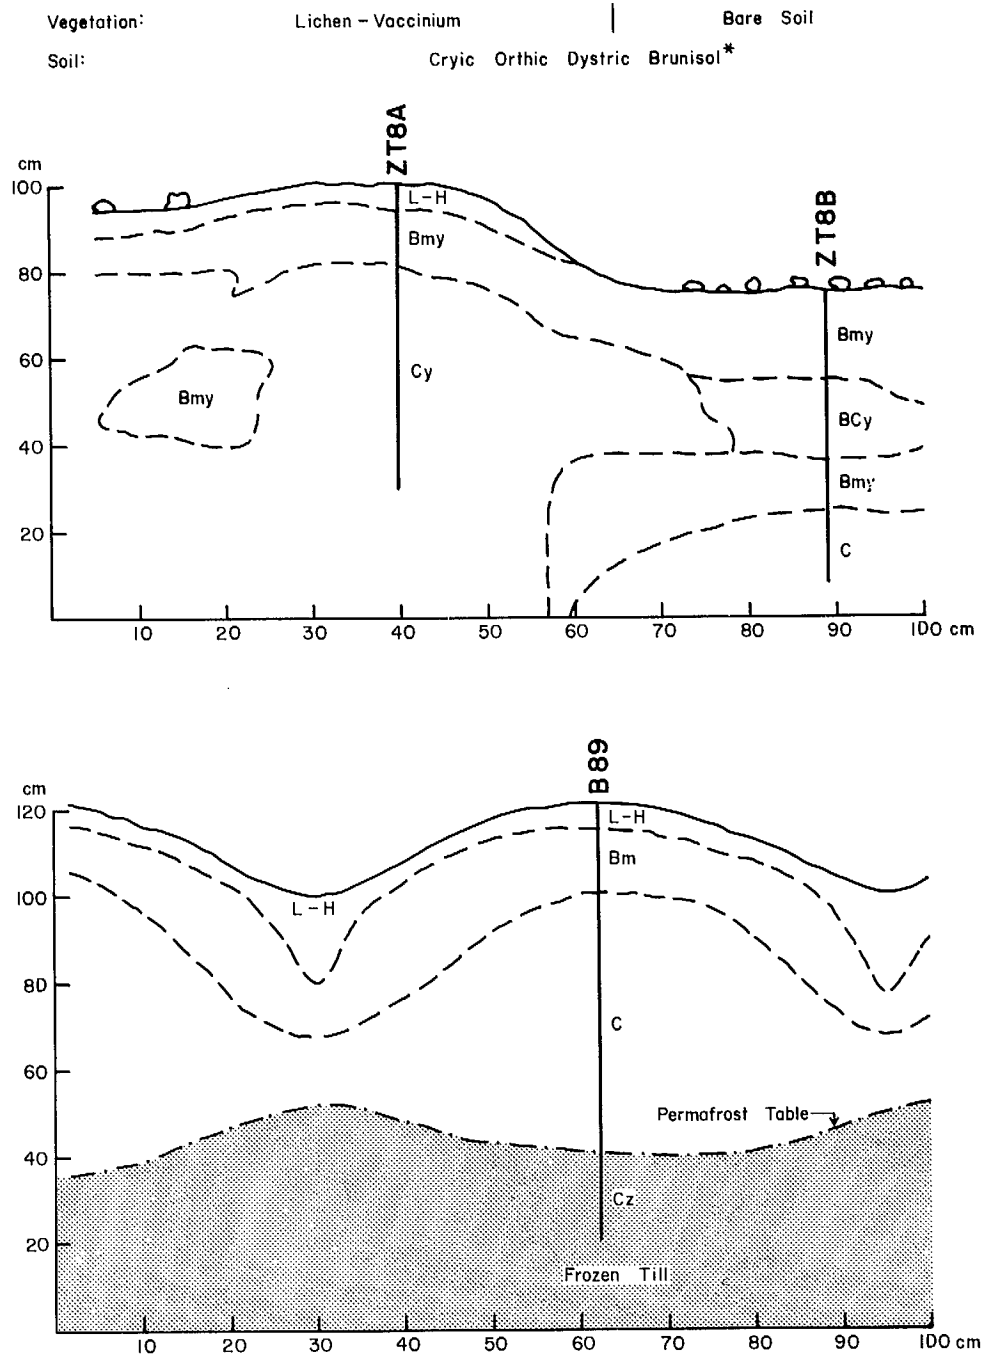 Vegetation: Lichen - Vaccinium | Bare Soil
Soil: Cryic Orthic Dystric Brunisol*
ZT8A
cm
100
L-H
ZT8B
Bmy
80
Bmy
60
Cy
Bmy
BCy
40
Bmy
20
C
10 20 30 40 50 60 70 80 90 100 cm
B 89
cm
120
L-H
Bm
100
L-H
80
C
60
Permafrost Table
40
Cz
20
Frozen Till
10 20 30 40 50 60 70 80 90 100 cm